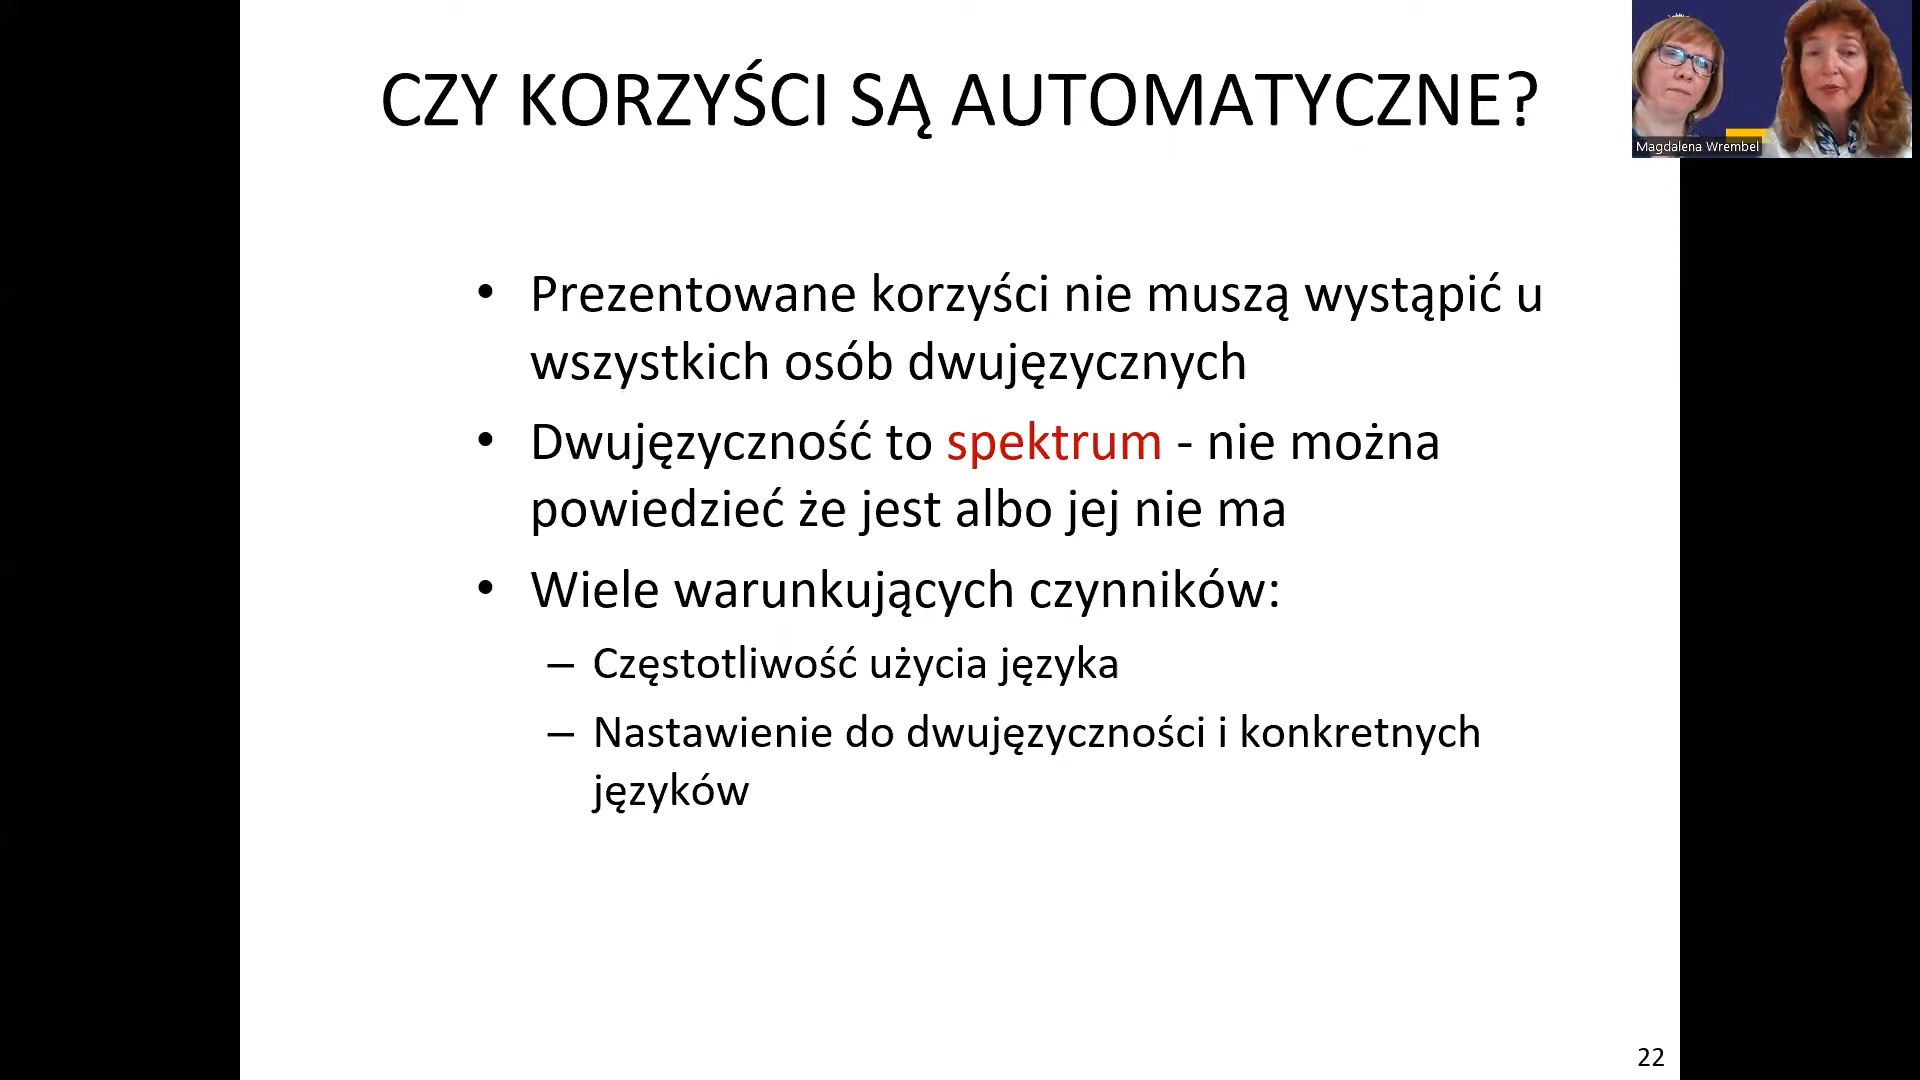 CZY KORZYŚCI SĄ AUTOMATYCZNE?
Magdalena Wrembel
• Prezentowane korzyści nie muszą wystąpić u
wszystkich osób dwujęzycznych
• Dwujęzyczność to spektrum - nie można
powiedzieć że jest albo jej nie ma
• Wiele warunkujących czynników:
– Częstotliwość użycia języka
– Nastawienie do dwujęzyczności i konkretnych
języków
22